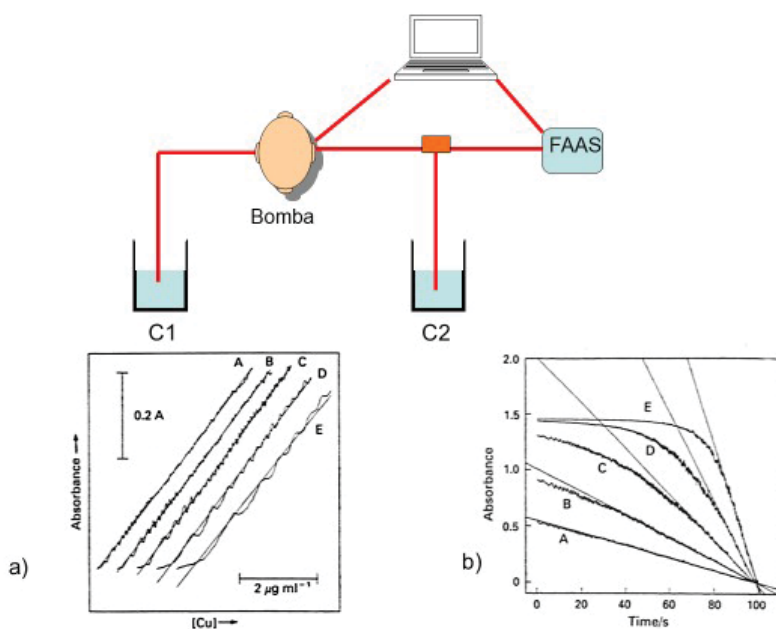 FAAS
Bomba
C1
C2
a)
A
B
C
D
E
0.2 A
Absorbance
2 µg ml⁻¹
[Cu]
b)
2.0
1.5
1.0
0.5
0
Absorbance
E
D
C
B
A
0
20
40
60
80
100
Time/s